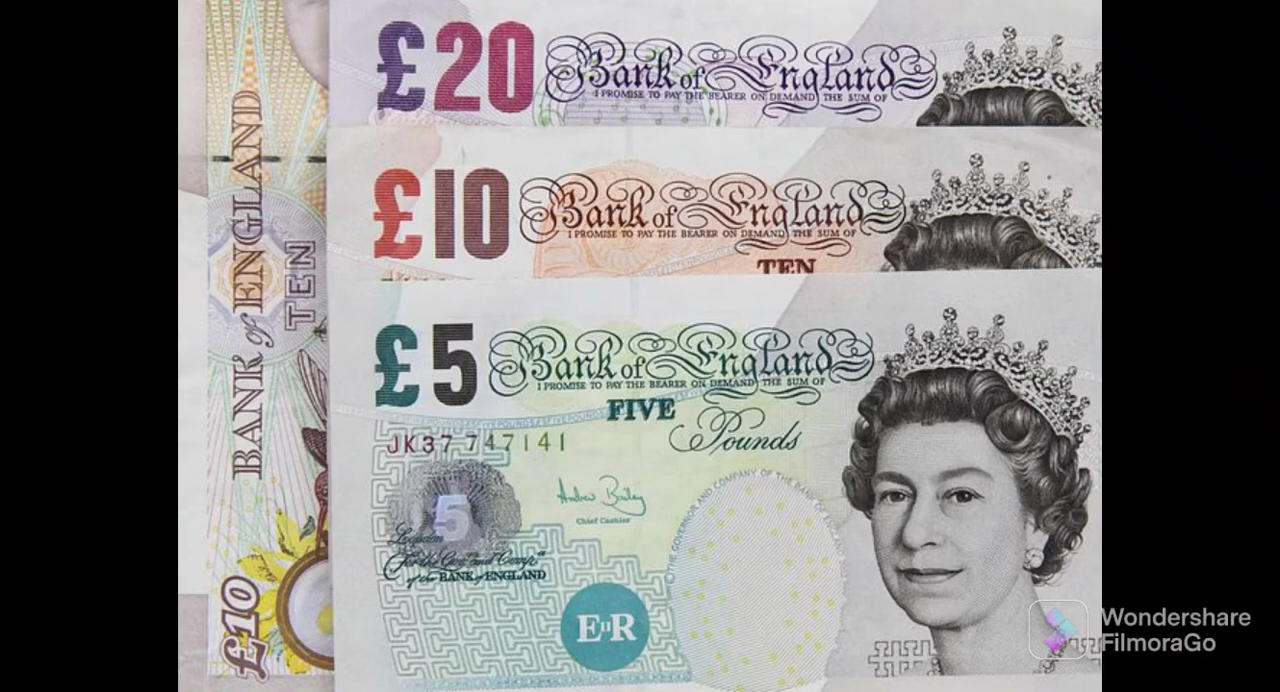 £20 Bank of England
I PROMISE TO PAY THE BEARER ON DEMAND THE SUM OF
£10 Bank of England
I PROMISE TO PAY THE BEARER ON DEMAND THE SUM OF
TEN
£5 Bank of England
I PROMISE TO PAY THE BEARER ON DEMAND THE SUM OF
FIVE
Pounds
JK37 747141
5
Andrew Bailey
Chief Cashier
London
For the Govr. and Compa.
of the BANK of ENGLAND
THE GOVERNOR AND COMPANY OF THE BANK
EIIR
BANK of ENGLAND
TEN
£10
Wondershare
FilmoraGo